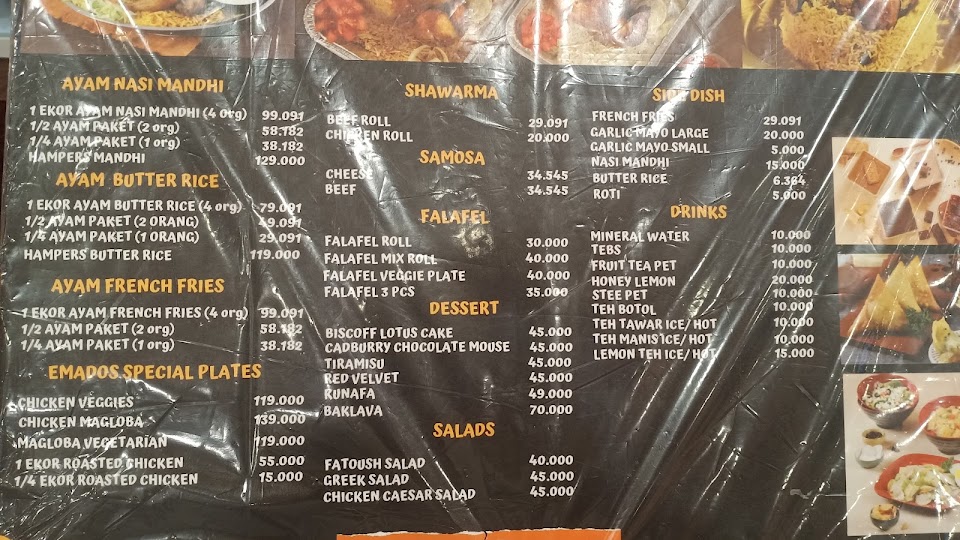 AYAM NASI MANDHI
1 EKOR AYAM NASI MANDHI (4 org) 99.091
1/2 AYAM PAKET (2 org) 58.182
1/4 AYAM PAKET (1 org) 38.182
HAMPERS MANDHI 129.000
AYAM BUTTER RICE
1 EKOR AYAM BUTTER RICE (4 org) 79.091
1/2 AYAM PAKET (2 ORANG) 49.091
1/4 AYAM PAKET (1 ORANG) 29.091
HAMPERS BUTTER RICE 119.000
AYAM FRENCH FRIES
1 EKOR AYAM FRENCH FRIES (4 org) 99.091
1/2 AYAM PAKET (2 org) 58.182
1/4 AYAM PAKET (1 org) 38.182
EMADOS SPECIAL PLATES
CHICKEN VEGGIES 119.000
CHICKEN MAGLOBA 139.000
MAGLOBA VEGETARIAN 119.000
1 EKOR ROASTED CHICKEN 55.000
1/4 EKOR ROASTED CHICKEN 15.000
SHAWARMA
BEEF ROLL 29.091
CHICKEN ROLL 20.000
SAMOSA
CHEESE 34.545
BEEF 34.545
FALAFEL
FALAFEL ROLL 30.000
FALAFEL MIX ROLL 40.000
FALAFEL VEGGIE PLATE 40.000
FALAFEL 3 PCS 35.000
DESSERT
BISCOFF LOTUS CAKE 45.000
CADBURRY CHOCOLATE MOUSE 45.000
TIRAMISU 45.000
RED VELVET 45.000
KUNAFA 49.000
BAKLAVA 70.000
SALADS
FATOUSH SALAD 40.000
GREEK SALAD 45.000
CHICKEN CAESAR SALAD 45.000
SIDE DISH
FRENCH FRIES 29.091
GARLIC MAYO LARGE 20.000
GARLIC MAYO SMALL 5.000
NASI MANDHI 15.000
BUTTER RICE 6.364
ROTI 5.000
DRINKS
MINERAL WATER 10.000
TEBS 10.000
FRUIT TEA PET 10.000
HONEY LEMON 20.000
STEE PET 10.000
TEH BOTOL 10.000
TEH TAWAR ICE/ HOT 10.000
TEH MANIS ICE/ HOT 10.000
LEMON TEH ICE/ HOT 15.000